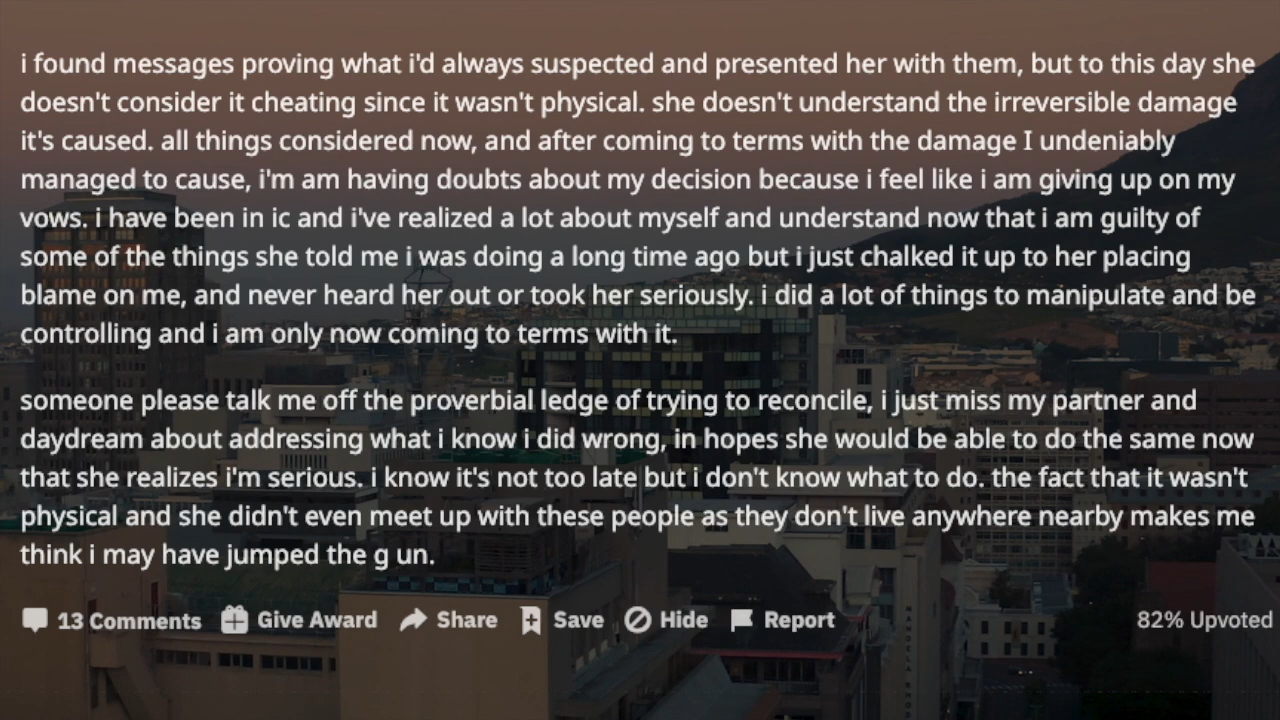 i found messages proving what i'd always suspected and presented her with them, but to this day she
doesn't consider it cheating since it wasn't physical. she doesn't understand the irreversible damage
it's caused. all things considered now, and after coming to terms with the damage I undeniably
managed to cause, i'm am having doubts about my decision because i feel like i am giving up on my
vows. i have been in ic and i've realized a lot about myself and understand now that i am guilty of
some of the things she told me i was doing a long time ago but i just chalked it up to her placing
blame on me, and never heard her out or took her seriously. i did a lot of things to manipulate and be
controlling and i am only now coming to terms with it.
someone please talk me off the proverbial ledge of trying to reconcile, i just miss my partner and
daydream about addressing what i know i did wrong, in hopes she would be able to do the same now
that she realizes i'm serious. i know it's not too late but i don't know what to do. the fact that it wasn't
physical and she didn't even meet up with these people as they don't live anywhere nearby makes me
think i may have jumped the g un.
13 Comments Give Award Share Save Hide Report 82% Upvoted